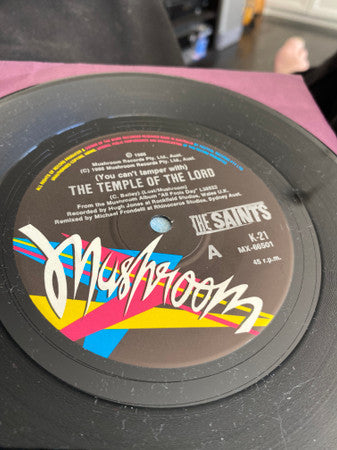 ℗ 1986
Mushroom Records Pty. Ltd., Aust.
(C) 1986 Mushroom Records Pty. Ltd., Aust.
(You can't tamper with)
THE TEMPLE OF THE LORD
(C. Bailey) (Lost/Mushroom)
From the Mushroom Album "All Fools Day" L38802
Recorded by Hugh Jones at Rockfield Studios, Wales U.K.
Remixed by Michael Frondelli at Rhinoceros Studios, Sydney Aust.
THE SAINTS
A
K-21
MX-60501
45 r.p.m.
Mushroom